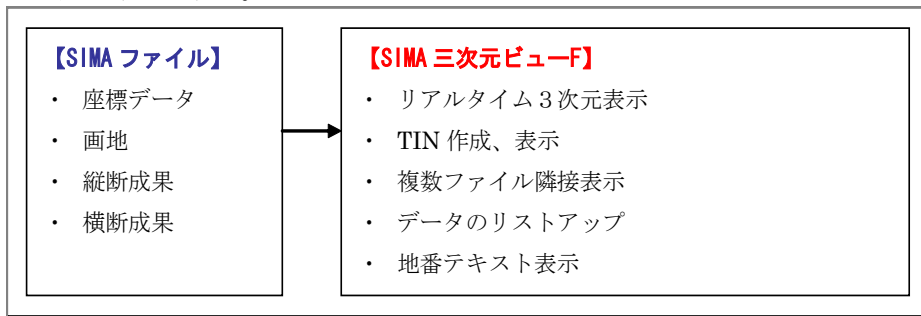 【SIMA ファイル】
・ 座標データ
・ 画地
・ 縦断成果
・ 横断成果
【SIMA 三次元ビューF】
・ リアルタイム３次元表示
・ TIN 作成、表示
・ 複数ファイル隣接表示
・ データのリストアップ
・ 地番テキスト表示